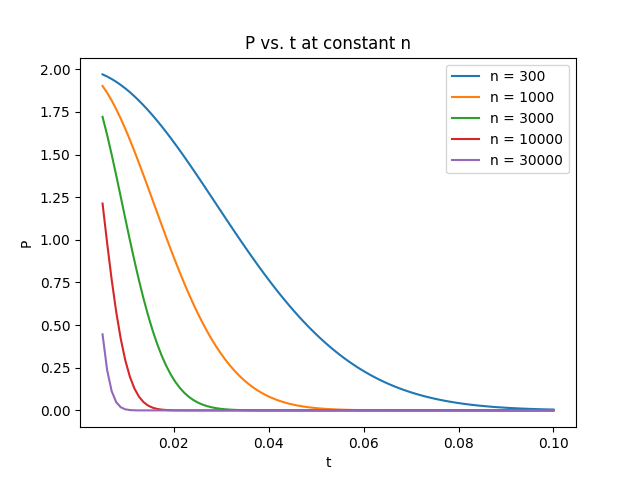 P vs. t at constant n
2.00
1.75
1.50
1.25
1.00
0.75
0.50
0.25
0.00
P
n = 300
n = 1000
n = 3000
n = 10000
n = 30000
0.02 0.04 0.06 0.08 0.10
t